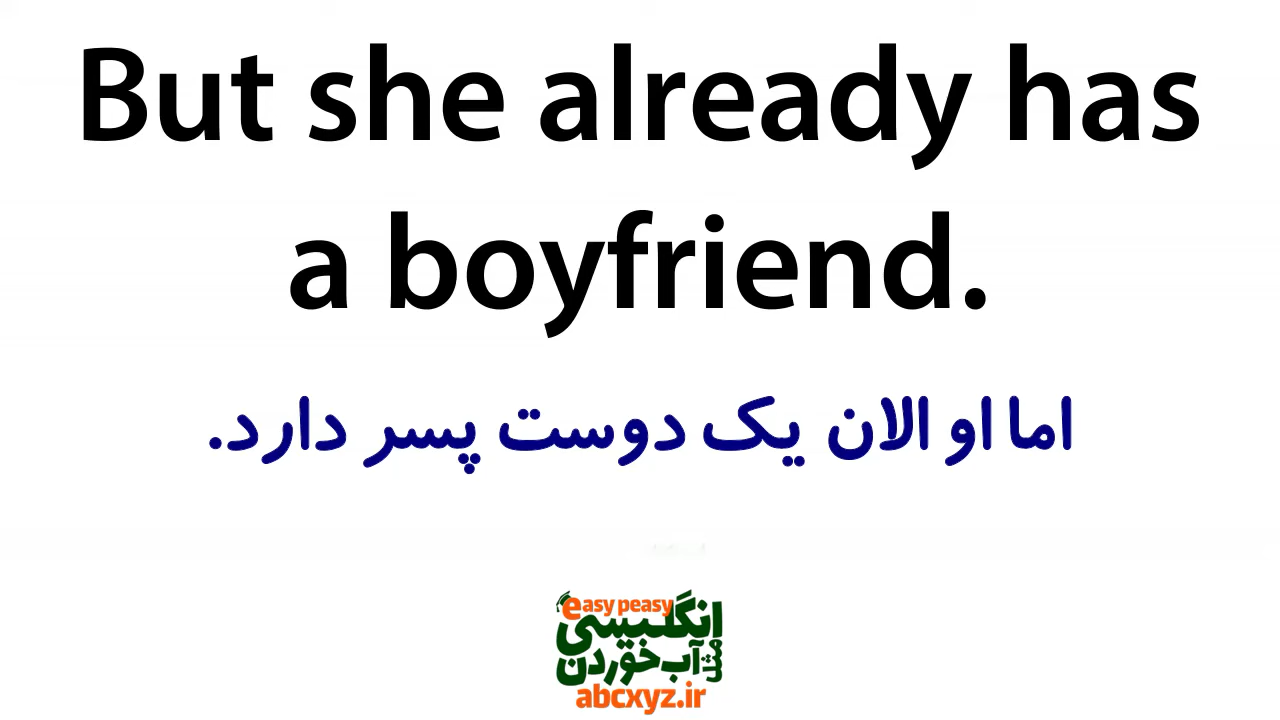 But she already has
a boyfriend.
اما او الان یک دوست پسر دارد.
easy peasy
انگلیسی
مثل آب خوردن
abcxyz.ir